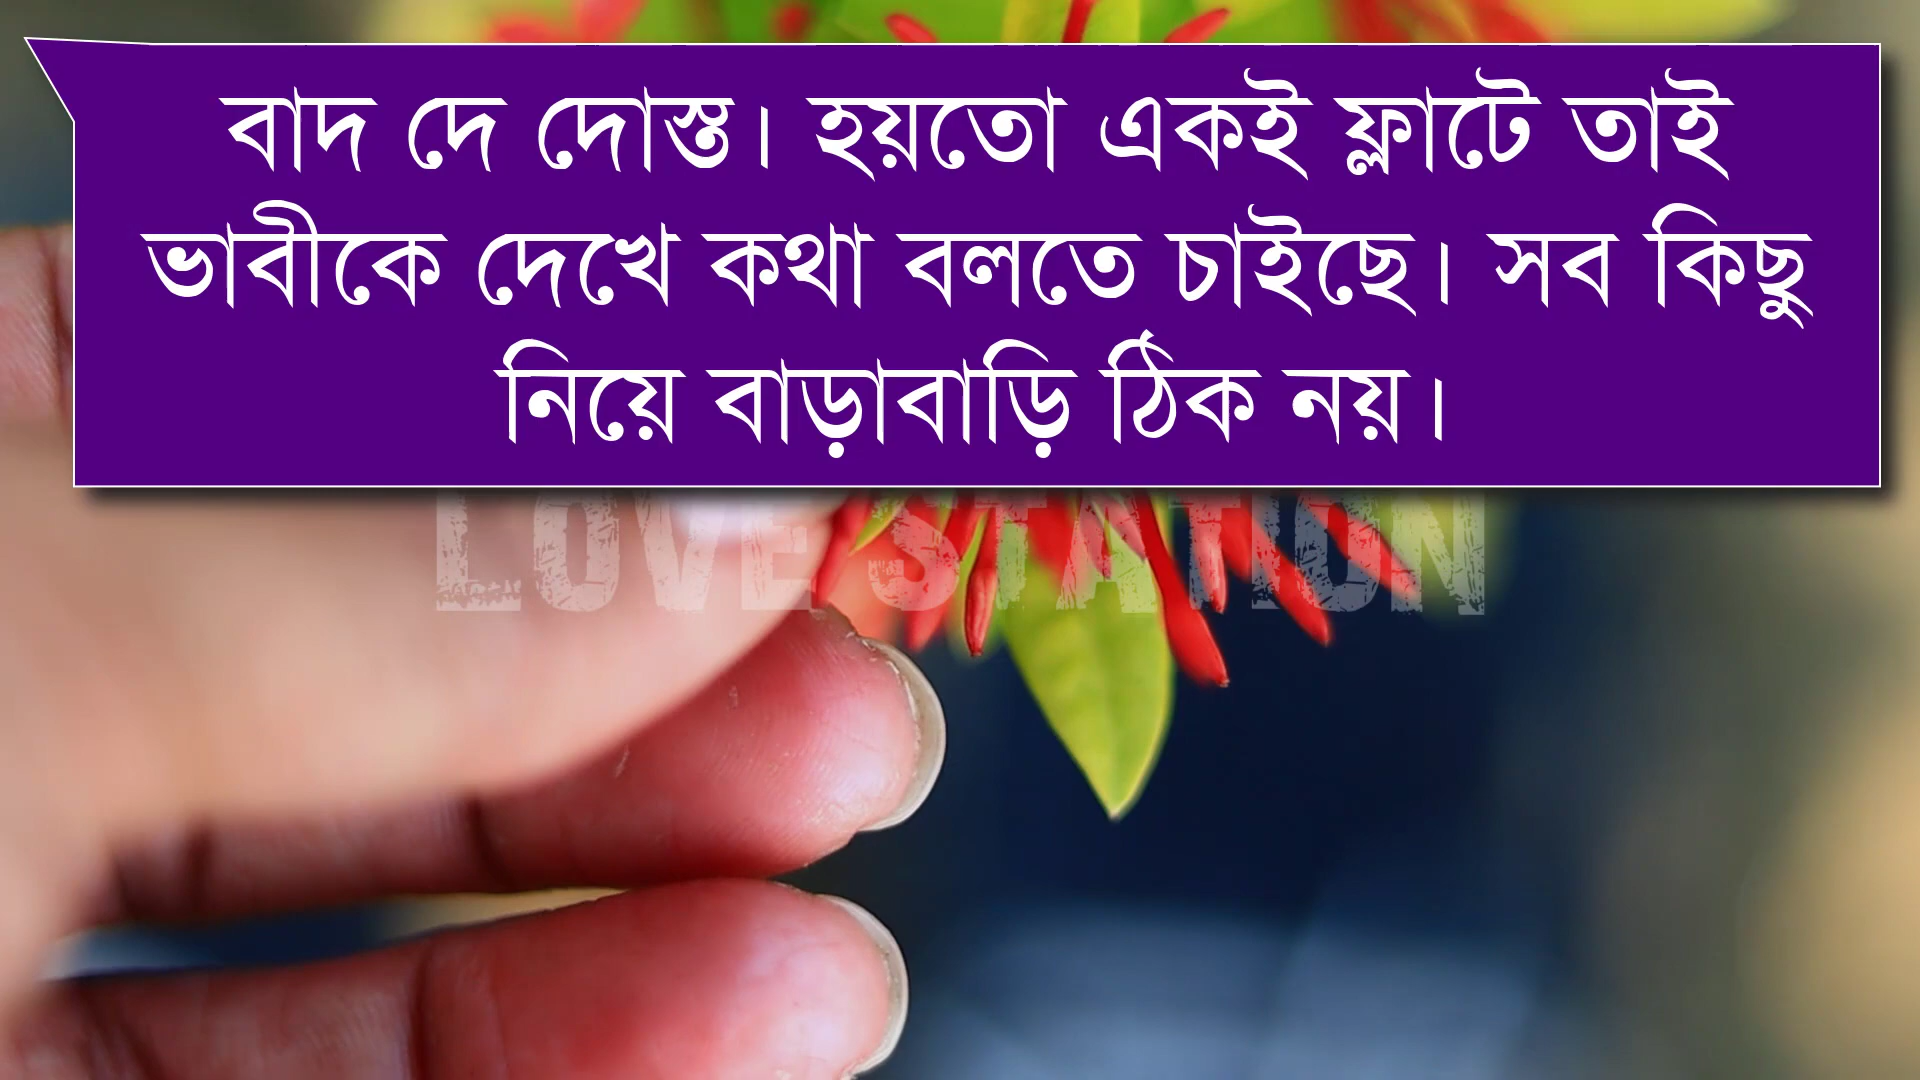 বাদ দে দোস্ত। হয়তো একই ফ্লাটে তাই
ভাবীকে দেখে কথা বলতে চাইছে। সব কিছু
নিয়ে বাড়াবাড়ি ঠিক নয়।
LOVE STATION